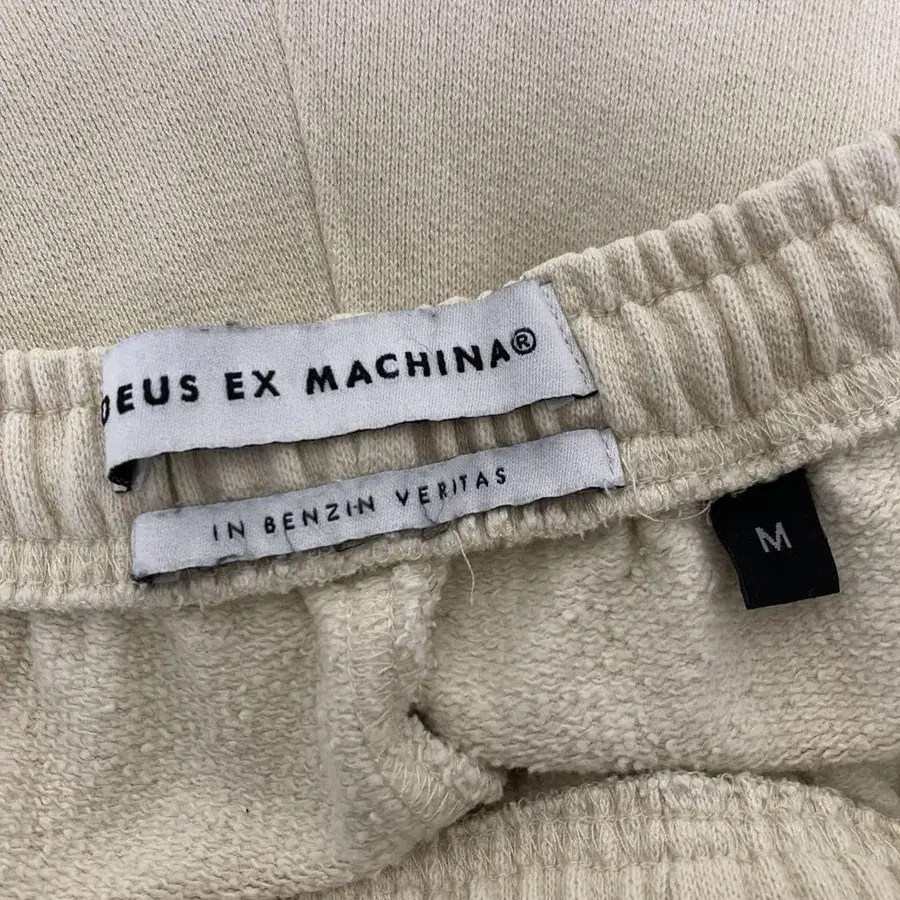 DEUS EX MACHINA®
IN BENZIN VERITAS
M